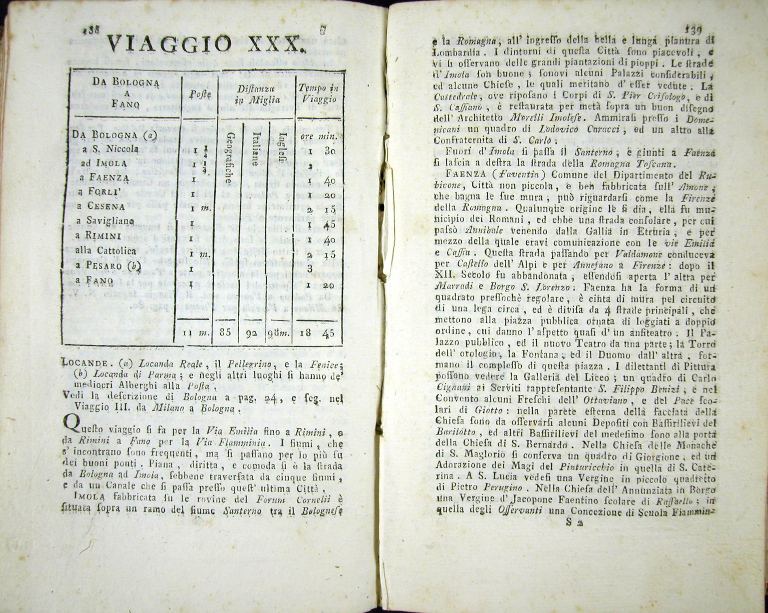 138
VIAGGIO XXX.
DA BOLOGNA A FANO
Poste
Distanza in Miglia
Tempo in Viaggio
Geografiche
Italiane
Inglesi
ore min.
DA BOLOGNA (a)
a S. Niccola 1 1/2 1 30
ad IMOLA 1 1/2 2
a FAENZA 1 1 40
a FORLI' 1 1 20
a CESENA 1 m. 2 15
a Savigliano 1 1 45
a RIMINI 1 1 40
alla Cattolica 1 m. 2 15
a PESARO (b) 1 3
a FANO 1 1 20
11 m. 85 92 98m. 18 45
LOCANDE. (a) Locanda Reale, il Pellegrino, e la Fenice;
(b) Locanda di Parma; e negli altri luoghi si hanno de'
mediocri Alberghi alla Posta.
Vedi la descrizione di Bologna a pag. 24, e seg. nel
Viaggio III. da Milano a Bologna.
Questo viaggio si fa per la Via Emilia fino a Rimini, e
da Rimini a Fano per la Via Flamminia. I fiumi, che
s'incontrano sono frequenti, ma si passano per lo più su
dei buoni ponti. Piana, diritta, e comoda si è la strada
da Bologna ad Imola, sebbene traversata da cinque fiumi,
e da un Canale che si passa presso quest' ultima Città.
IMOLA fabbricata su le rovine del Forum Cornelii è
situata sopra un ramo del fiume Santerno tra il Bolognese
139
e la Romagna, all' ingresso della bella e lunga pianura di
Lombardia. I dintorni di questa Città sono piacevoli, e
vi si osservano delle grandi piantazioni di pioppi. Le strade
d'Imola son buone; sonovi alcuni Palazzi considerabili,
ed alcune Chiese, le quali meritano d'esser vedute. La
Cattedrale, ove riposano i Corpi di S. Pier Crisologo, e di
S. Cassiano, è restaurata per metà sopra un buon disegno
dell' Architetto Morelli Imolese. Ammirasi presso i Dome-
nicani un quadro di Lodovico Caracci, ed un altro alla
Confraternita di S. Carlo;
Fuori d'Imola si passa il Santerno; e giunti a Faenza
si lascia a destra la strada della Romagna Toscana.
FAENZA (Faventia) Comune del Dipartimento del Ru-
bicone, Città non piccola, e ben fabbricata sull' Amone,
che bagna le sue mura, può riguardarsi come la Firenze
della Romagna. Qualunque origine le si dia, ella fu mu-
nicipio dei Romani, ed ebbe una strada consolare, per cui
passò Annibale venendo dalla Gallia in Etruria; e per
mezzo della quale eravi comunicazione con le vie Emilia
e Cassia. Questa strada passando per Valdamone conduceva
per Castello dell' Alpi e per Annejano a Firenze: dopo il
XII. Secolo fu abbandonata, essendosi aperta l'altra per
Marradi e Borgo S. Lorenzo. Faenza ha la forma di un
quadrato pressochè regolare, è cinta di mura pel circuito
di una lega circa, ed è divisa da 4 strade principali, che
mettono alla piazza pubblica ornata di loggiati a doppio
ordine, cui danno l'aspetto quasi d'un anfiteatro. Il Pa-
lazzo pubblico, ed il nuovo Teatro da una parte; la Torre
dell' orologio, la Fontana, ed il Duomo dall' altra, for-
mano il complesso di questa piazza. I dilettanti di Pittura
possono vedere la Galleria del Liceo; un quadro di Carlo
Cignani ai Serviti rappresentante S. Filippo Benizi; e nel
Convento alcuni Freschi dell' Ottaviano, e del Pace sco-
lari di Giotto: nella parete esterna della facciata della
Chiesa sono da osservarsi alcuni Depositi con Bassirilievi del
Barilotto, ed altri Bassirilievi del medesimo sono alla porta
della Chiesa di S. Bernardo. Nella Chiesa delle Monache
di S. Maglorio si conserva un quadro di Giorgione, ed un
Adorazione dei Magi del Pinturicchio in quella di S. Cate-
rina. A S. Lucia vedesi una Vergine in piccolo quadretto
di Pietro Perugino. Nella Chiesa dell' Annunziata in Borgo
una Vergine d'Jacopone Faentino scolare di Raffaello; in
quella degli Osservanti una Concezione di Scuola Fiammin-
S 2